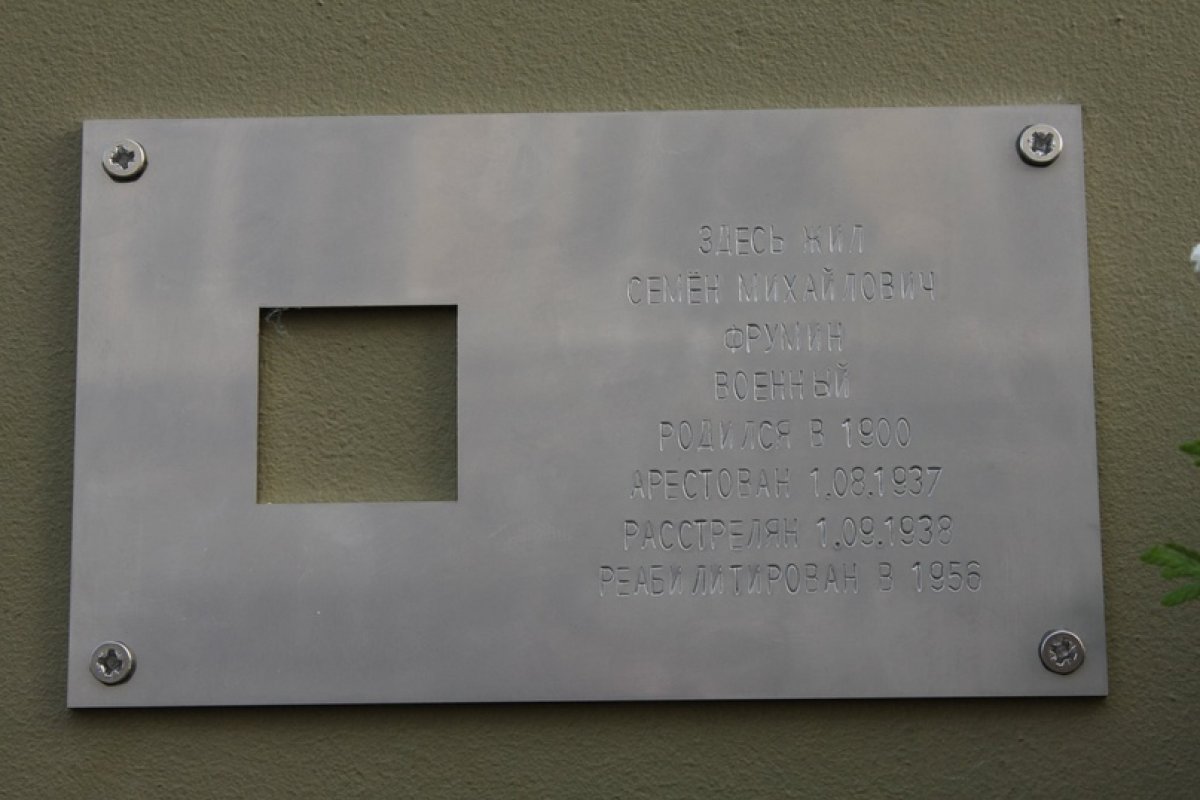 ЗДЕСЬ ЖИЛ
СЕМЁН МИХАЙЛОВИЧ
ФРУМИН
ВОЕННЫЙ
РОДИЛСЯ В 1900
АРЕСТОВАН 1.08.1937
РАССТРЕЛЯН 1.09.1938
РЕАБИЛИТИРОВАН В 1956